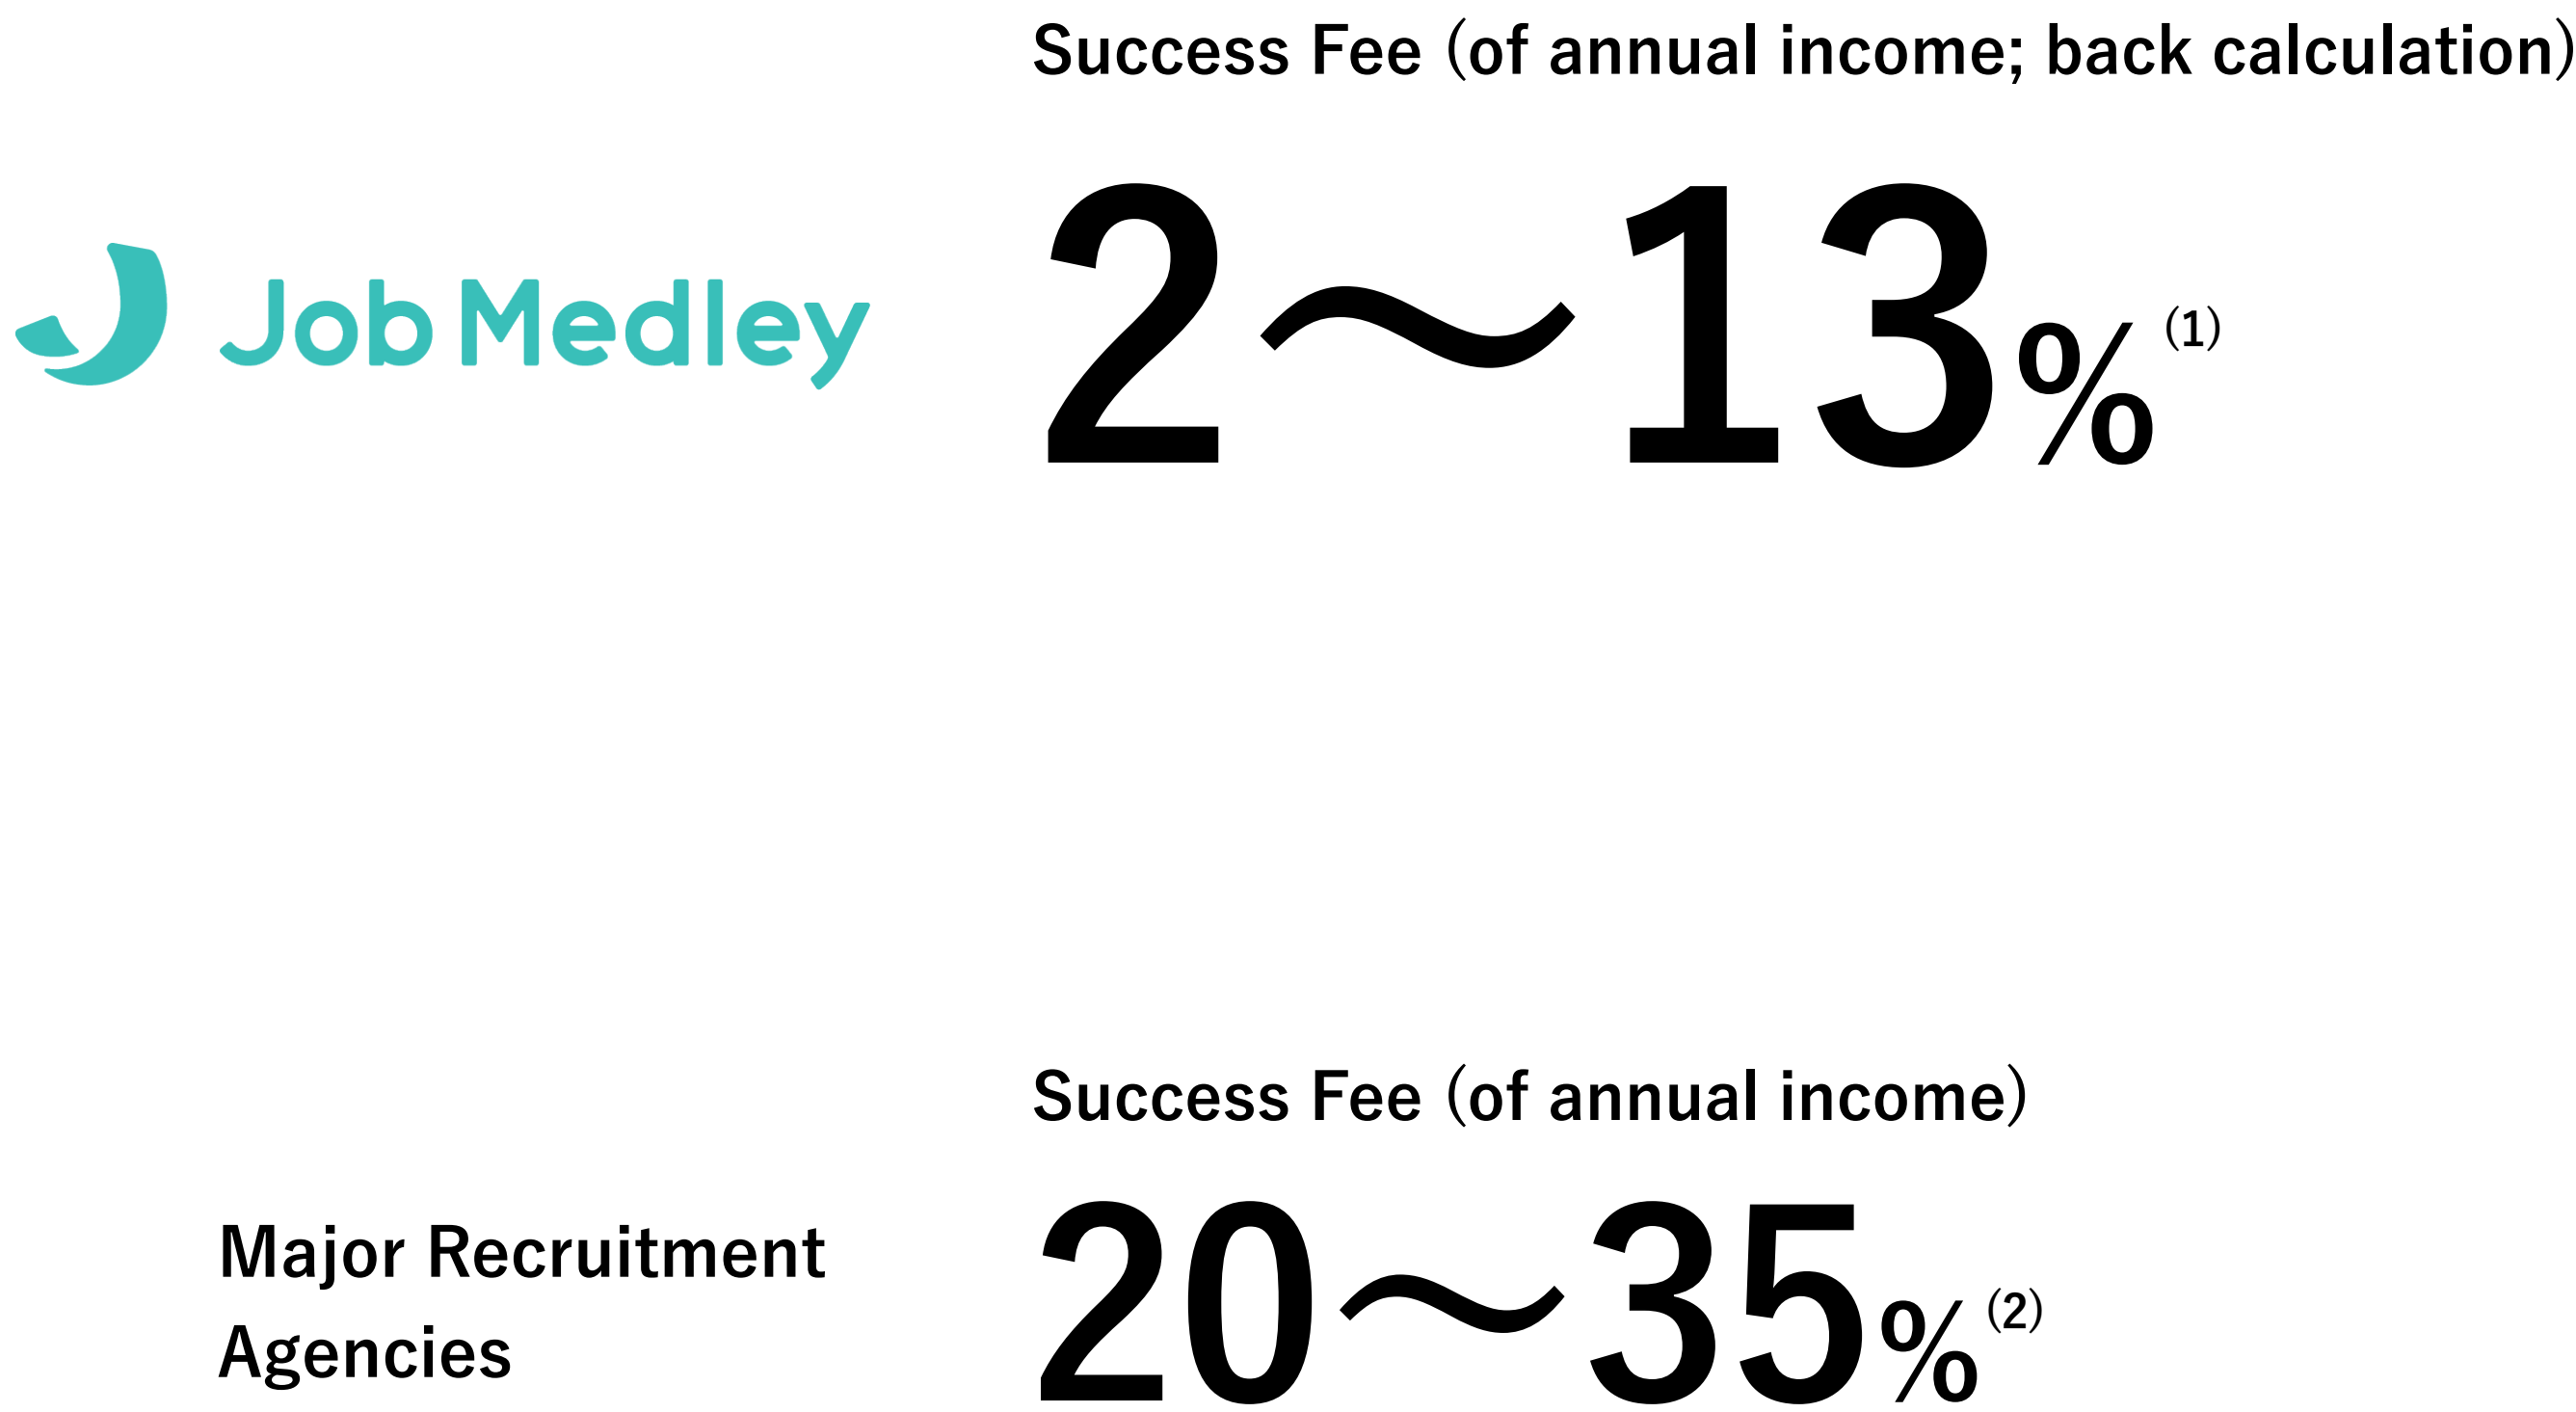 Success Fee (of annual income; back calculation)
Job Medley
2〜13% (1)
Success Fee (of annual income)
Major Recruitment
Agencies
20〜35% (2)